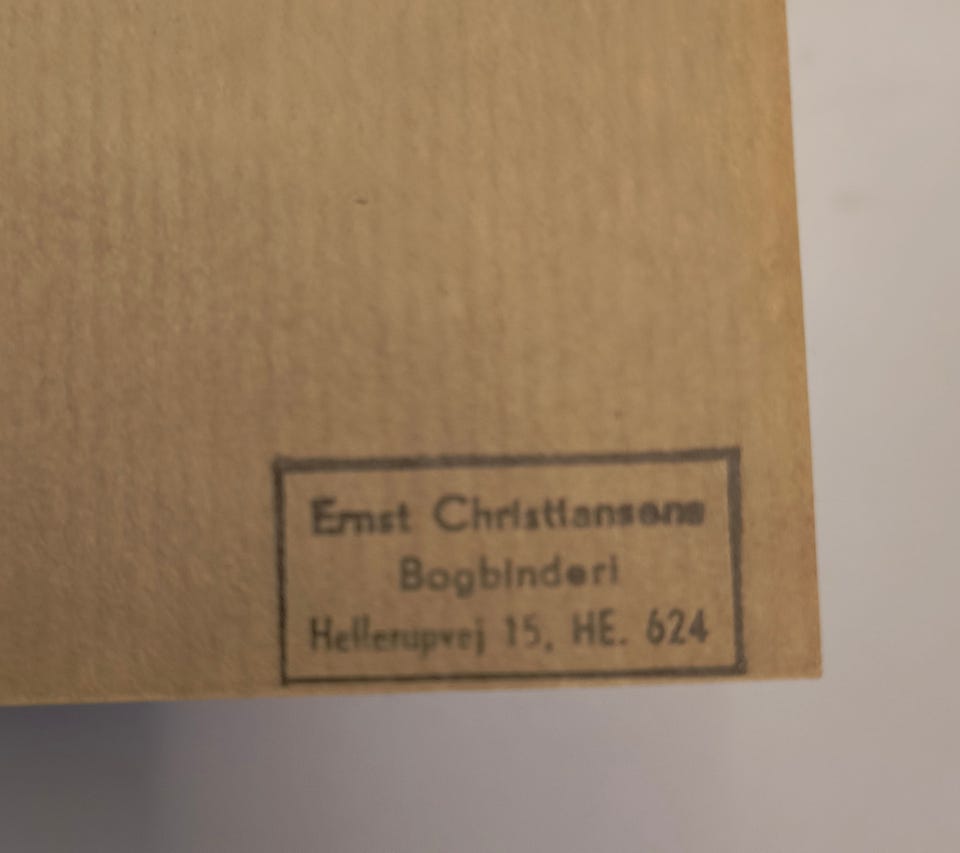 Ernst Christiansens
Bogbinderi
Hellerupvej 15, HE. 624